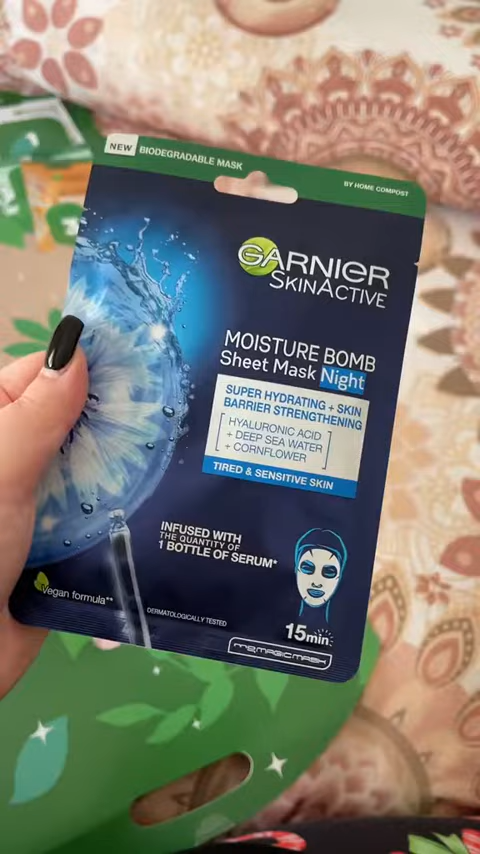 NEW BIODEGRADABLE MASK
BY HOME COMPOST
GARNIER
SKINACTIVE
MOISTURE BOMB
Sheet Mask Night
SUPER HYDRATING + SKIN
BARRIER STRENGTHENING
HYALURONIC ACID
+ DEEP SEA WATER
+ CORNFLOWER
TIRED & SENSITIVE SKIN
INFUSED WITH
THE QUANTITY OF
1 BOTTLE OF SERUM*
Vegan formula**
DERMATOLOGICALLY TESTED
15min
MEMAGICMASK